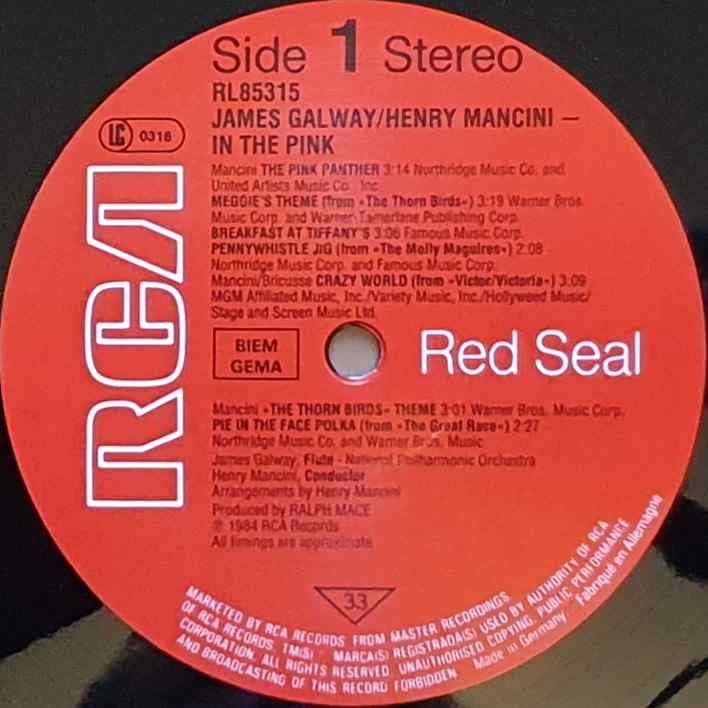 Side 1 Stereo
RL85315
JAMES GALWAY/HENRY MANCINI –
IN THE PINK
LC 0316
RCA
Mancini THE PINK PANTHER 3:14 Northridge Music Co. and
United Artists Music Co., Inc.
MEGGIE'S THEME (from »The Thorn Birds«) 3:19 Warner Bros.
Music Corp. and Warner-Tamerlane Publishing Corp.
BREAKFAST AT TIFFANY'S 3:06 Famous Music Corp.
PENNYWHISTLE JIG (from »The Molly Maguires«) 2:08
Northridge Music Corp. and Famous Music Corp.
Mancini/Bricusse CRAZY WORLD (from »Victor/Victoria«) 3:09
MGM Affiliated Music, Inc./Variety Music, Inc./Hollyweed Music/
Stage and Screen Music Ltd.
BIEM
GEMA
Red Seal
Mancini »THE THORN BIRDS« THEME 3:01 Warner Bros. Music Corp.
PIE IN THE FACE POLKA (from »The Great Race«) 2:27
Northridge Music Co. and Warner Bros. Music
James Galway, Flute - National Philharmonic Orchestra
Henry Mancini, Conductor
Arrangements by Henry Mancini
Produced by RALPH MACE
℗ 1984 RCA Records
All timings are approximate
33
MARKETED BY RCA RECORDS FROM MASTER RECORDINGS
OF RCA RECORDS. TM(S) ® MARCA(S) REGISTRADA(S) USED BY AUTHORITY OF RCA
CORPORATION. ALL RIGHTS RESERVED. UNAUTHORISED COPYING, PUBLIC PERFORMANCE
AND BROADCASTING OF THIS RECORD FORBIDDEN. Made in Germany Fabriqué en Allemagne